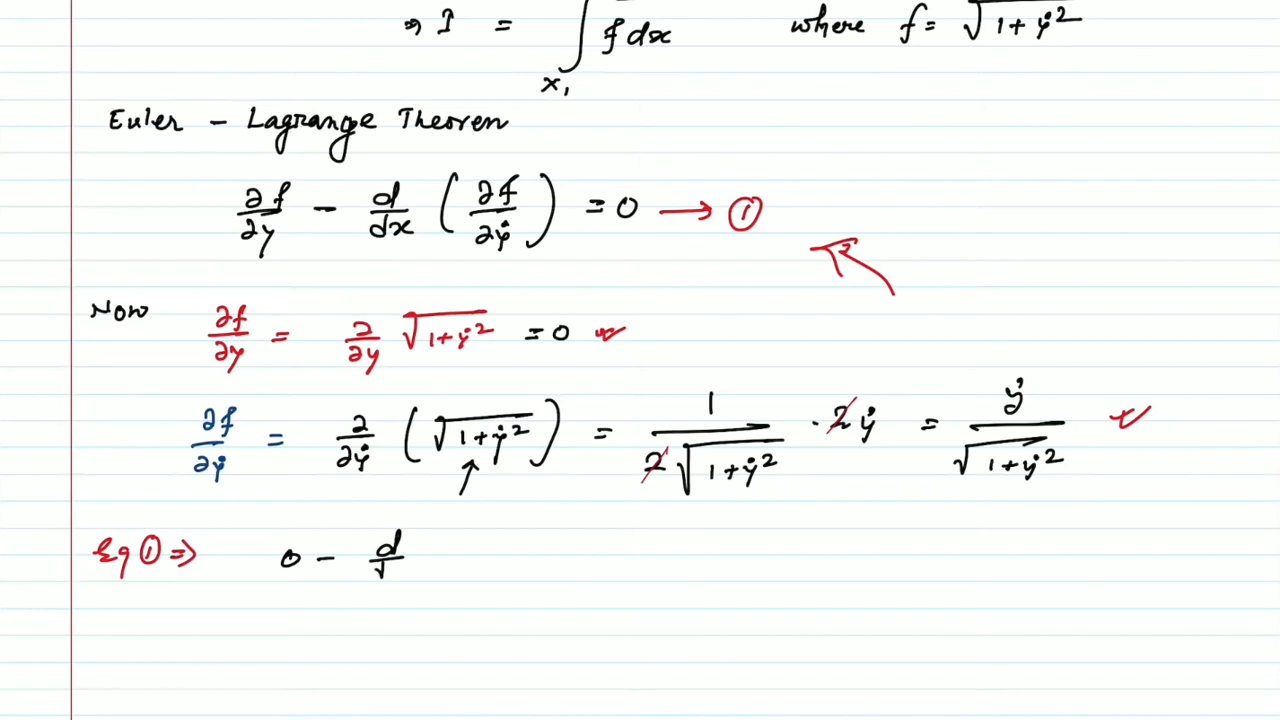 ⇒ I = ∫ f dx where f = √(1+ẏ²)
x₁
Euler - Lagrange Theorem
∂f/∂y - d/dx (∂f/∂ẏ) = 0 → ①
Now ∂f/∂y = ∂/∂y √(1+ẏ²) = 0
∂f/∂ẏ = ∂/∂ẏ (√(1+ẏ²)) = 1/(2√(1+ẏ²)) · 2ẏ = ẏ/√(1+ẏ²)
Eq ① ⇒ 0 - d